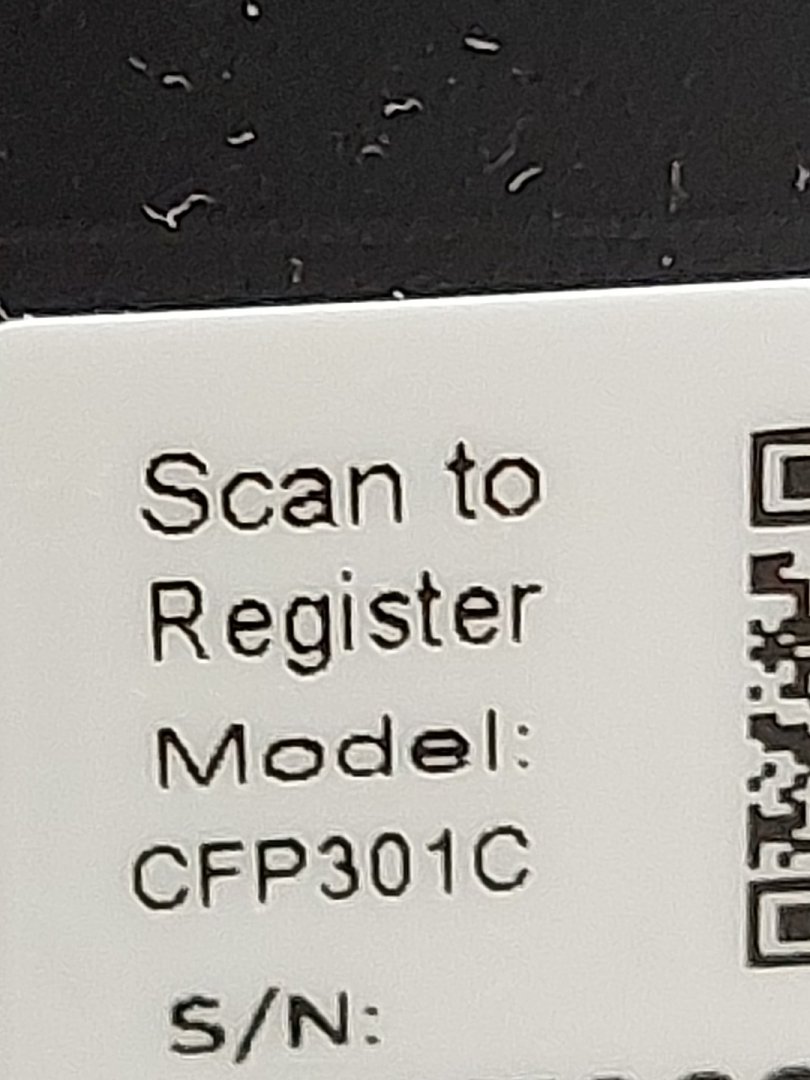 Scan to
Register
Model:
CFP301C
S/N: